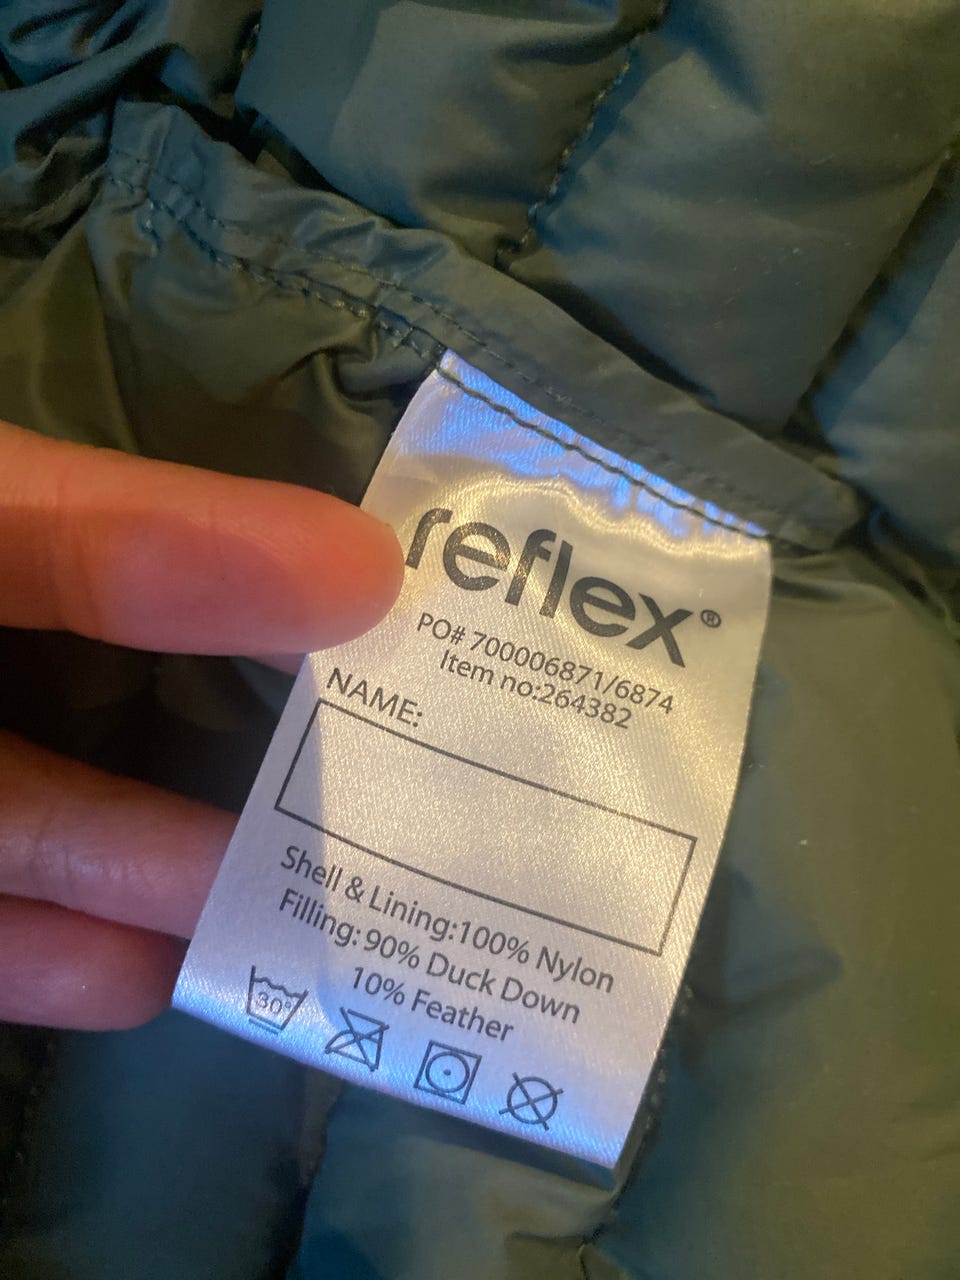 reflex®
PO# 700006871/6874
Item no:264382
NAME:
Shell & Lining:100% Nylon
Filling: 90% Duck Down
10% Feather
30°